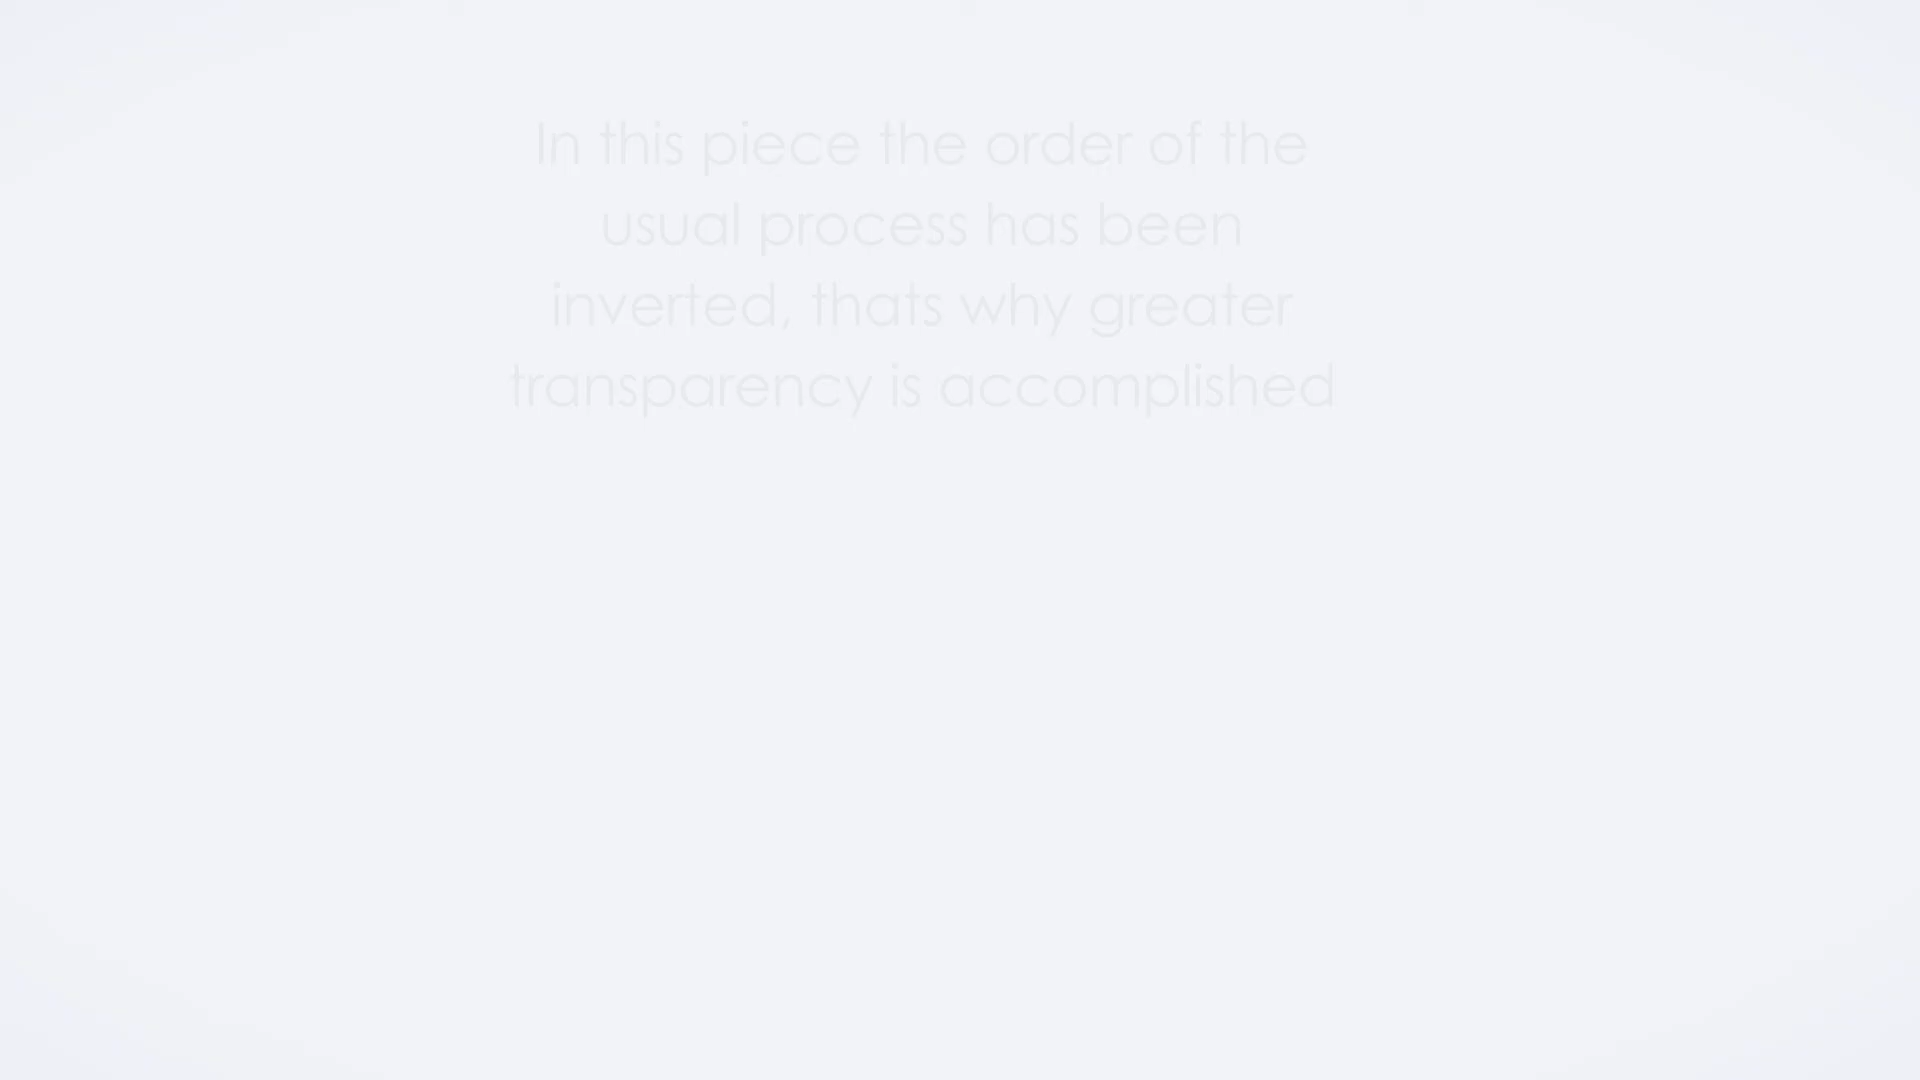 In this piece the order of the
usual process has been
inverted, thats why greater
transparency is accomplished